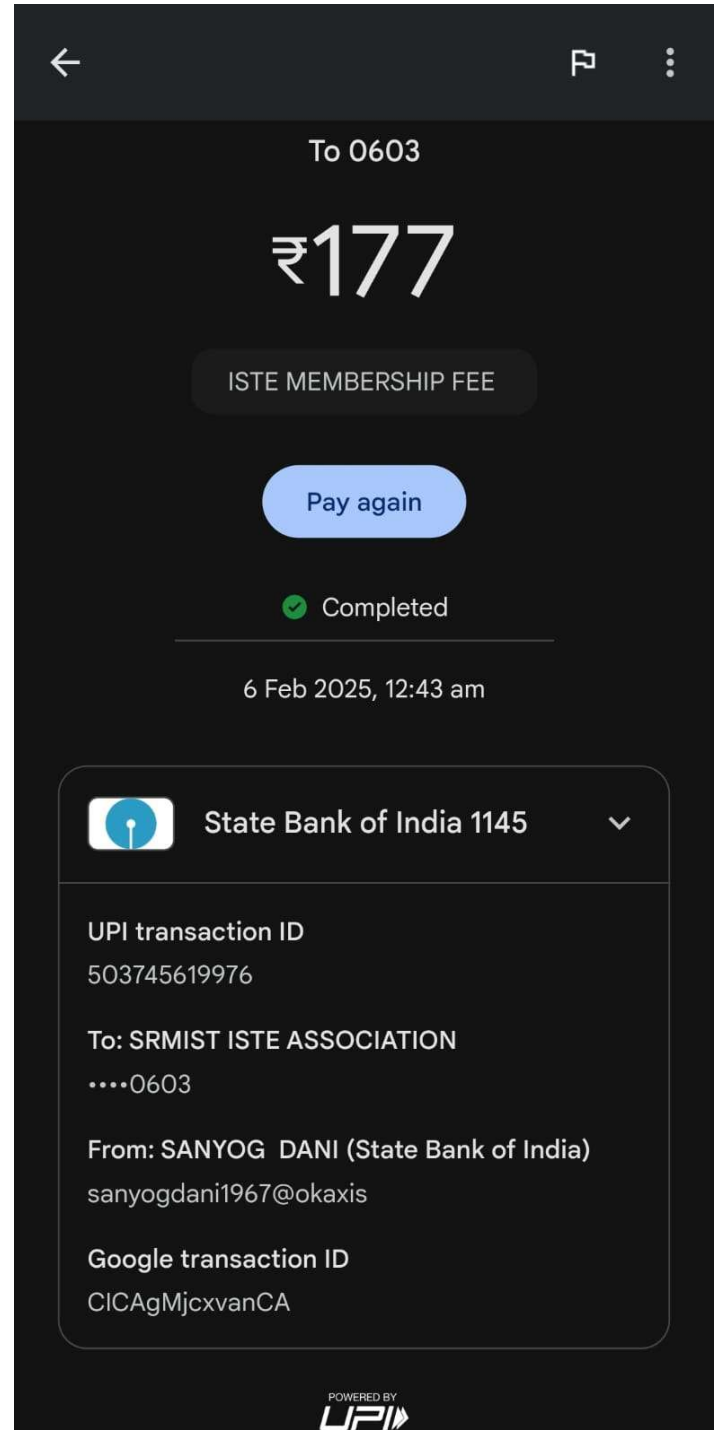 To 0603
₹177
ISTE MEMBERSHIP FEE
Pay again
Completed
6 Feb 2025, 12:43 am
State Bank of India 1145
UPI transaction ID
503745619976
To: SRMIST ISTE ASSOCIATION
••••0603
From: SANYOG  DANI (State Bank of India)
sanyogdani1967@okaxis
Google transaction ID
CICAgMjcxvanCA
POWERED BY
UPI